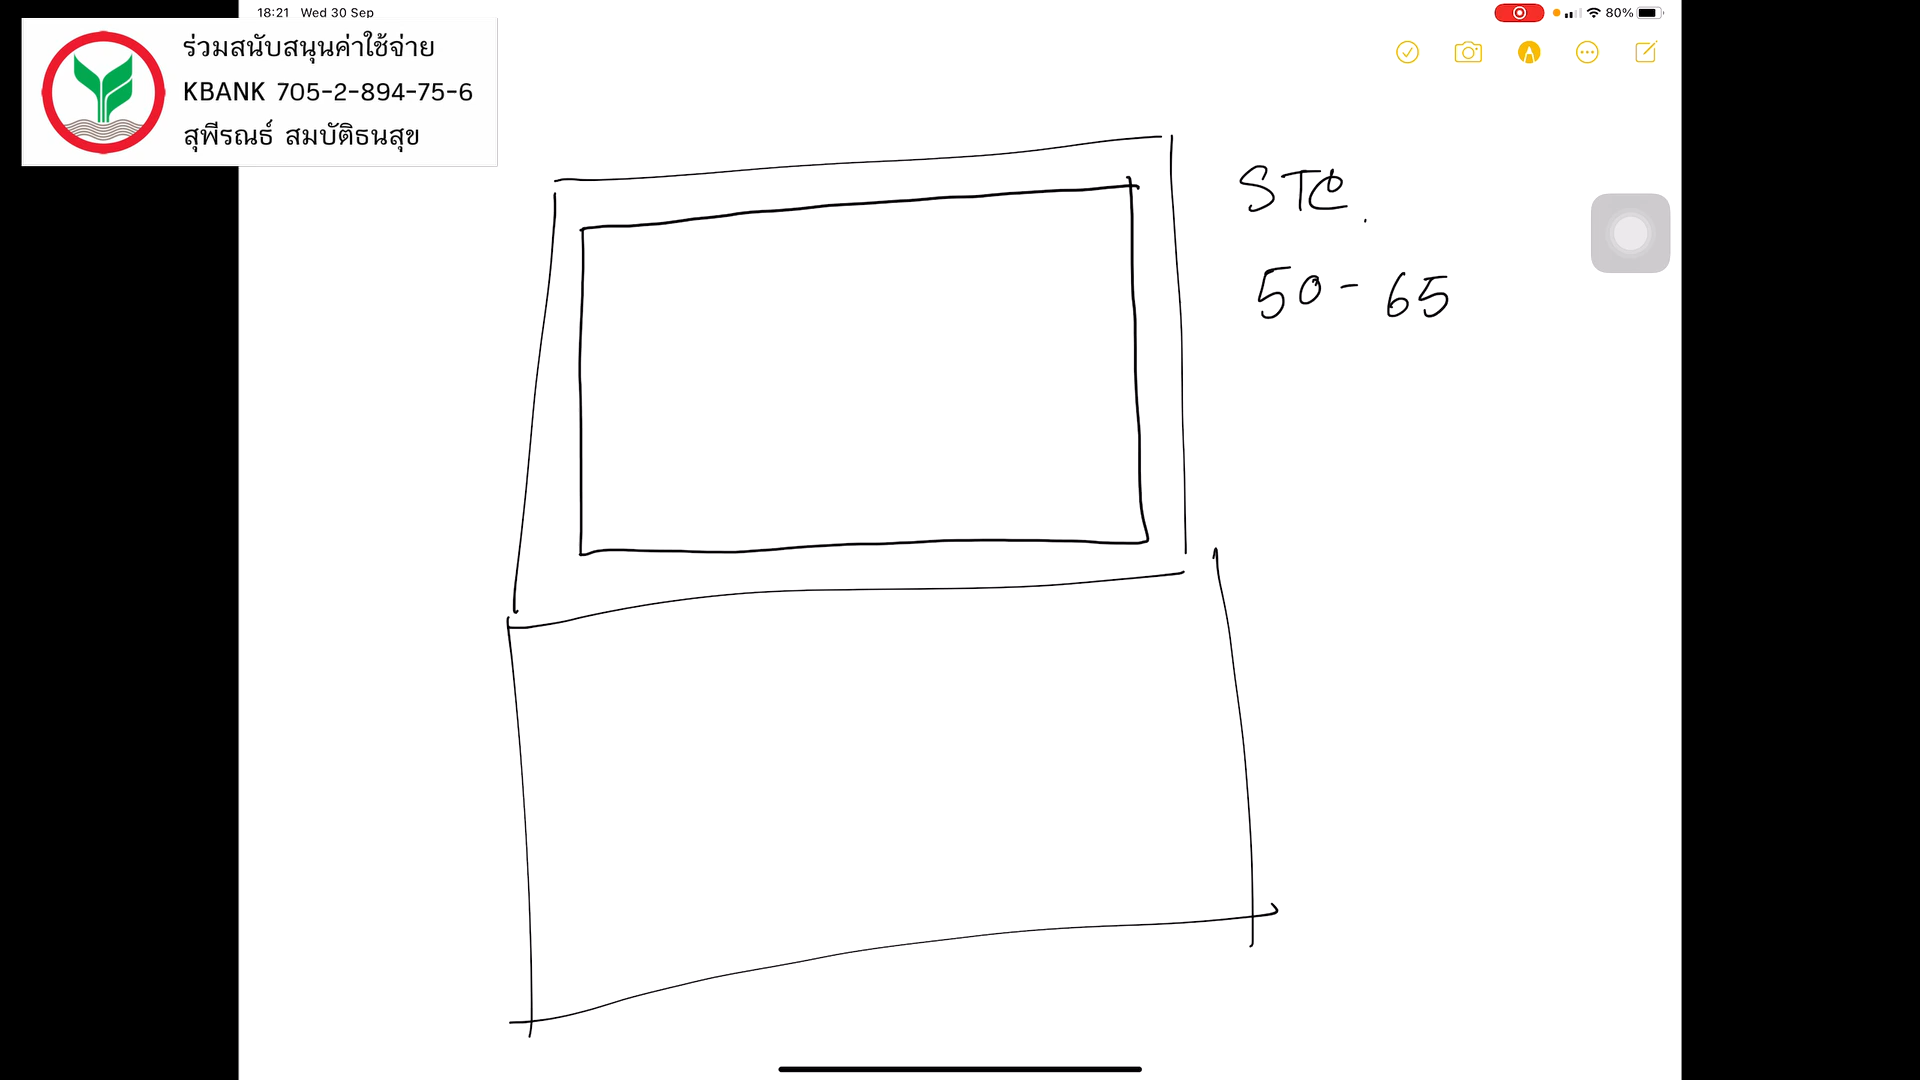 18:21 Wed 30 Sep
80%
ร่วมสนับสนุนค่าใช้จ่าย
KBANK 705-2-894-75-6
สุพีรณธ์ สมบัติธนสุข
STC.
50 - 65